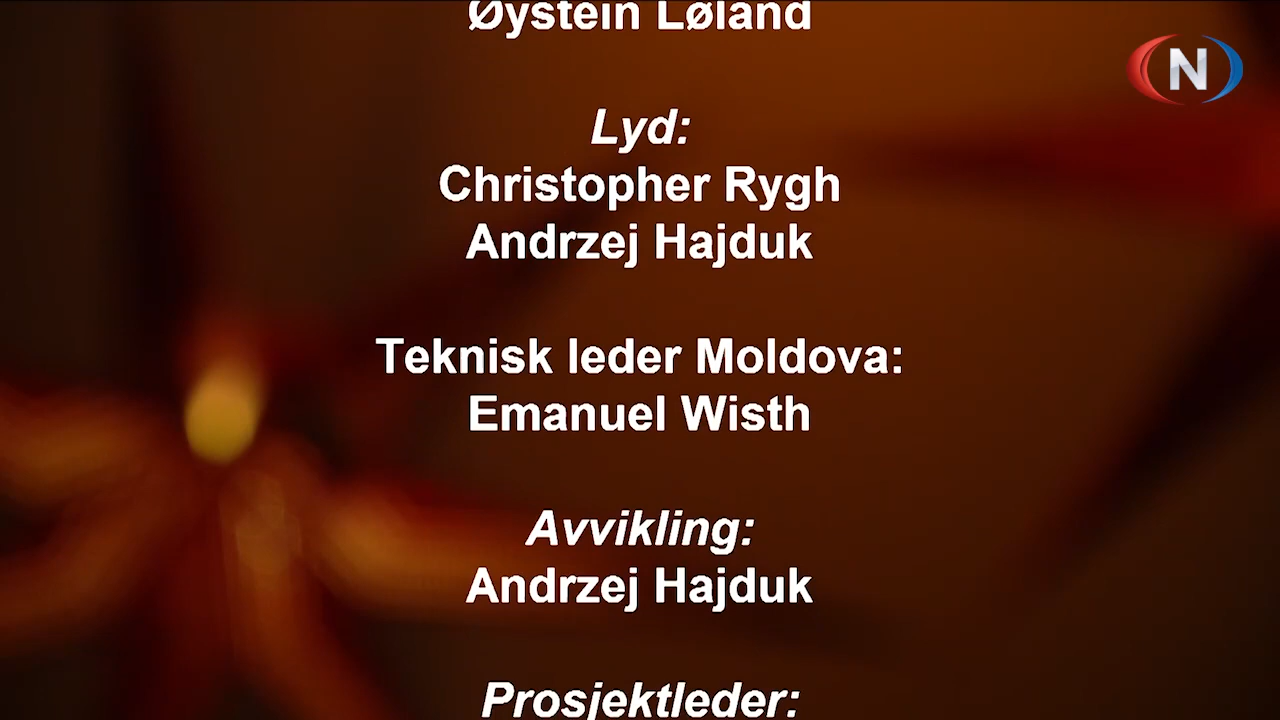 Øystein Løland
N
Lyd:
Christopher Rygh
Andrzej Hajduk
Teknisk leder Moldova:
Emanuel Wisth
Avvikling:
Andrzej Hajduk
Prosjektleder: